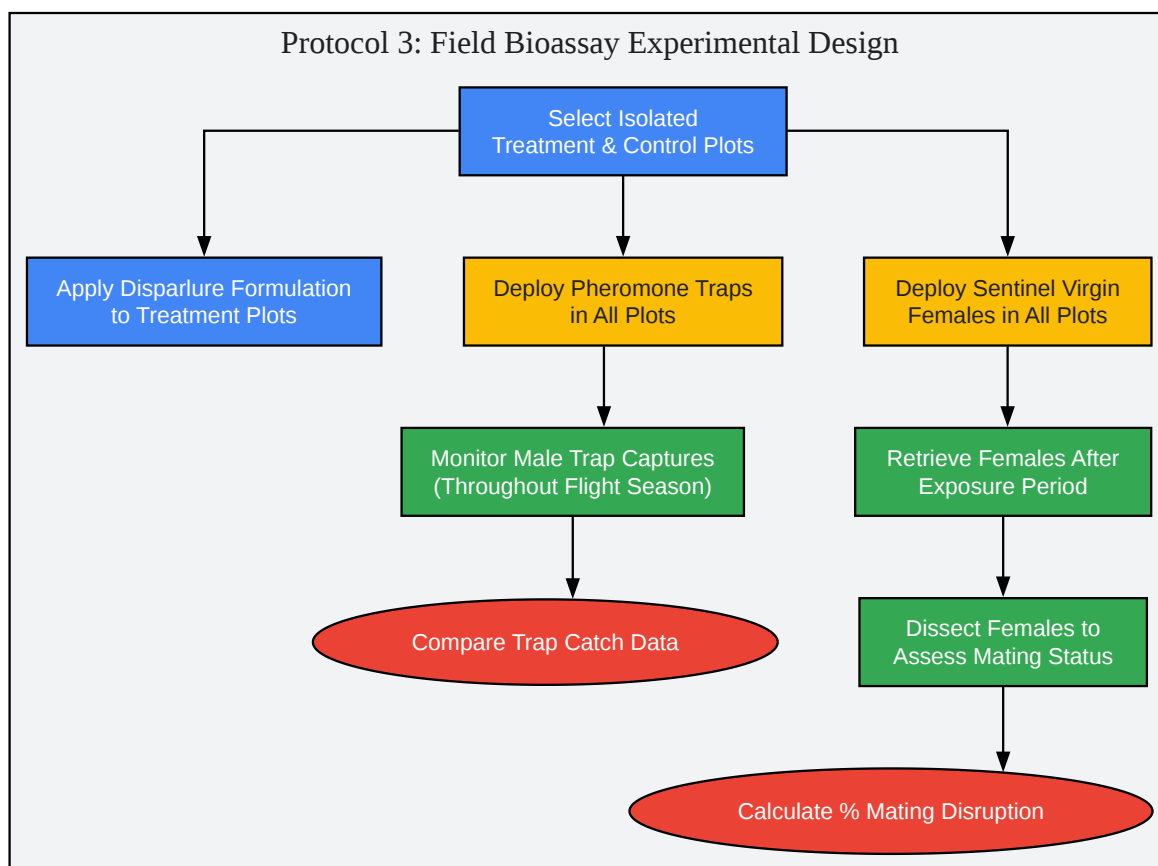 Protocol 3: Field Bioassay Experimental Design
Select Isolated
Treatment & Control Plots
Apply Disparlure Formulation
to Treatment Plots
Deploy Pheromone Traps
in All Plots
Deploy Sentinel Virgin
Females in All Plots
Monitor Male Trap Captures
(Throughout Flight Season)
Retrieve Females After
Exposure Period
Compare Trap Catch Data
Dissect Females to
Assess Mating Status
Calculate % Mating Disruption